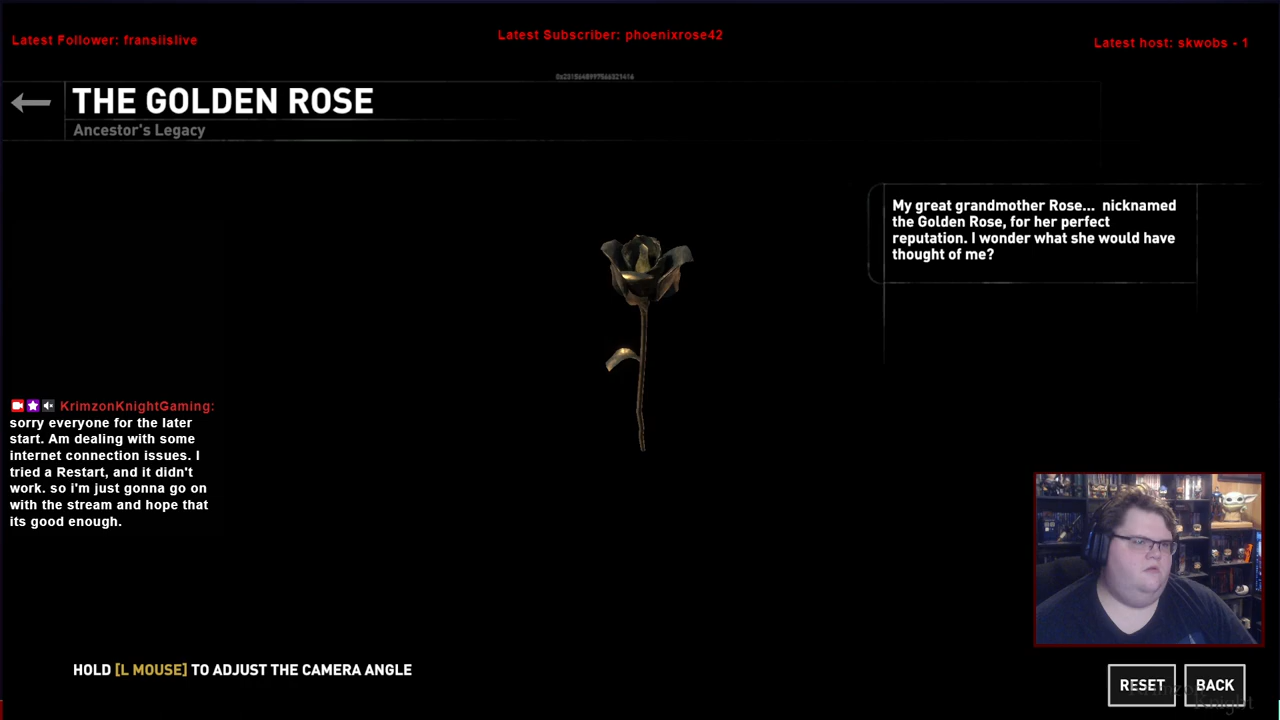 Latest Follower: fransiislive
Latest Subscriber: phoenixrose42
Latest host: skwobs - 1
THE GOLDEN ROSE
Ancestor's Legacy
My great grandmother Rose... nicknamed
the Golden Rose, for her perfect
reputation. I wonder what she would have
thought of me?
KrimzonKnightGaming:
sorry everyone for the later
start. Am dealing with some
internet connection issues. I
tried a Restart, and it didn't
work. so i'm just gonna go on
with the stream and hope that
its good enough.
HOLD [L MOUSE] TO ADJUST THE CAMERA ANGLE
RESET
BACK
Knight